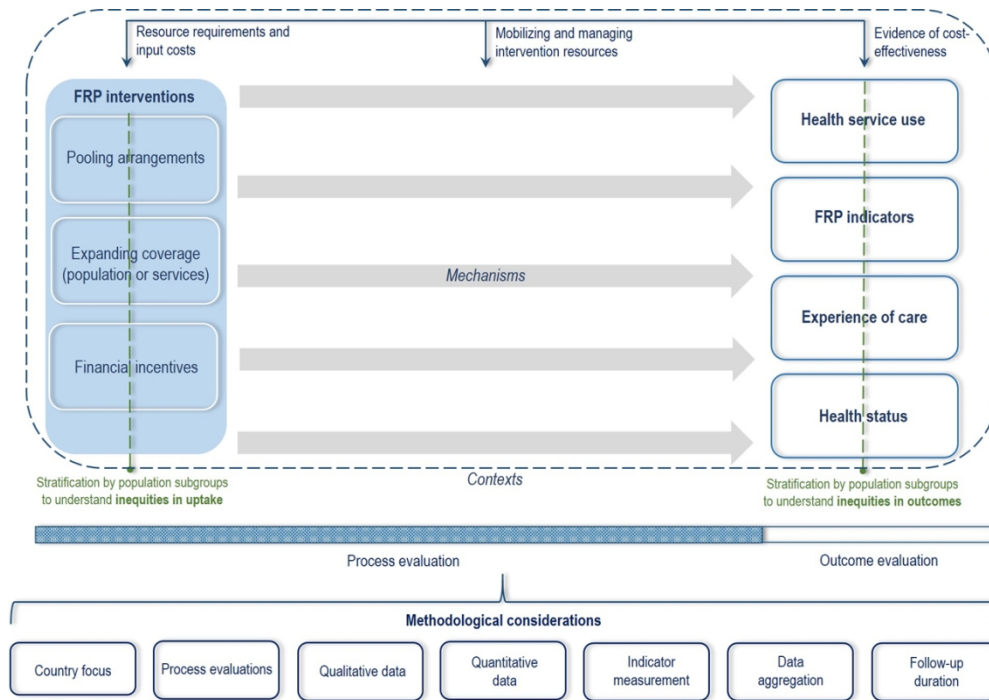 Resource requirements and
input costs
Mobilizing and managing
intervention resources
Evidence of cost-
effectiveness
FRP interventions
Pooling arrangements
Expanding coverage
(population or services)
Financial incentives
Mechanisms
Health service use
FRP indicators
Experience of care
Health status
Contexts
Stratification by population subgroups
to understand inequities in uptake
Stratification by population subgroups
to understand inequities in outcomes
Process evaluation
Outcome evaluation
Methodological considerations
Country focus
Process evaluations
Qualitative data
Quantitative
data
Indicator
measurement
Data
aggregation
Follow-up
duration